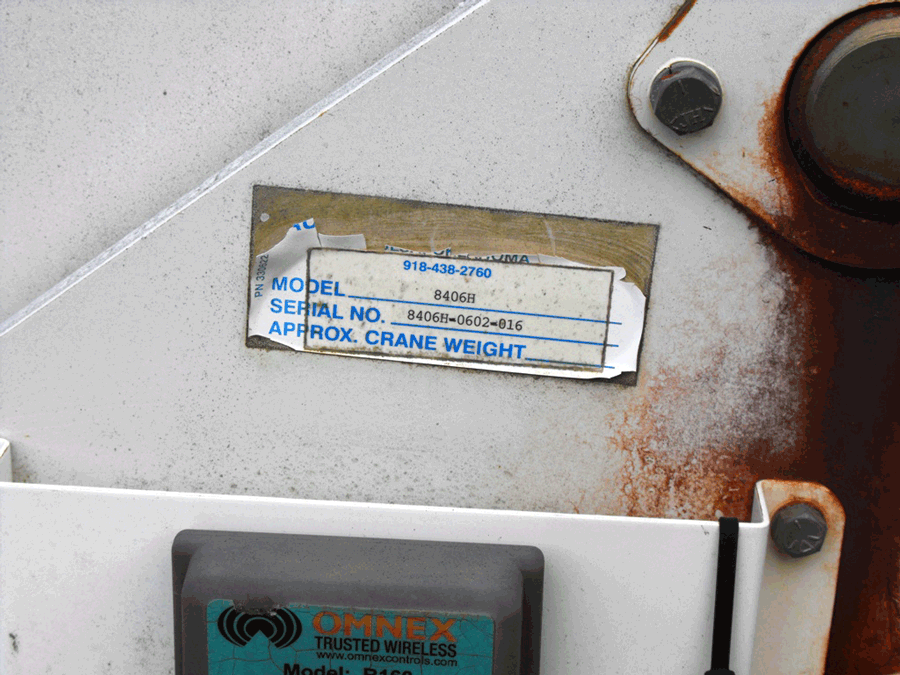 918-438-2760
MODEL 8406H
SERIAL NO. 8406H-0602-016
APPROX. CRANE WEIGHT
OMNEX
TRUSTED WIRELESS
www.omnexcontrols.com
Model: